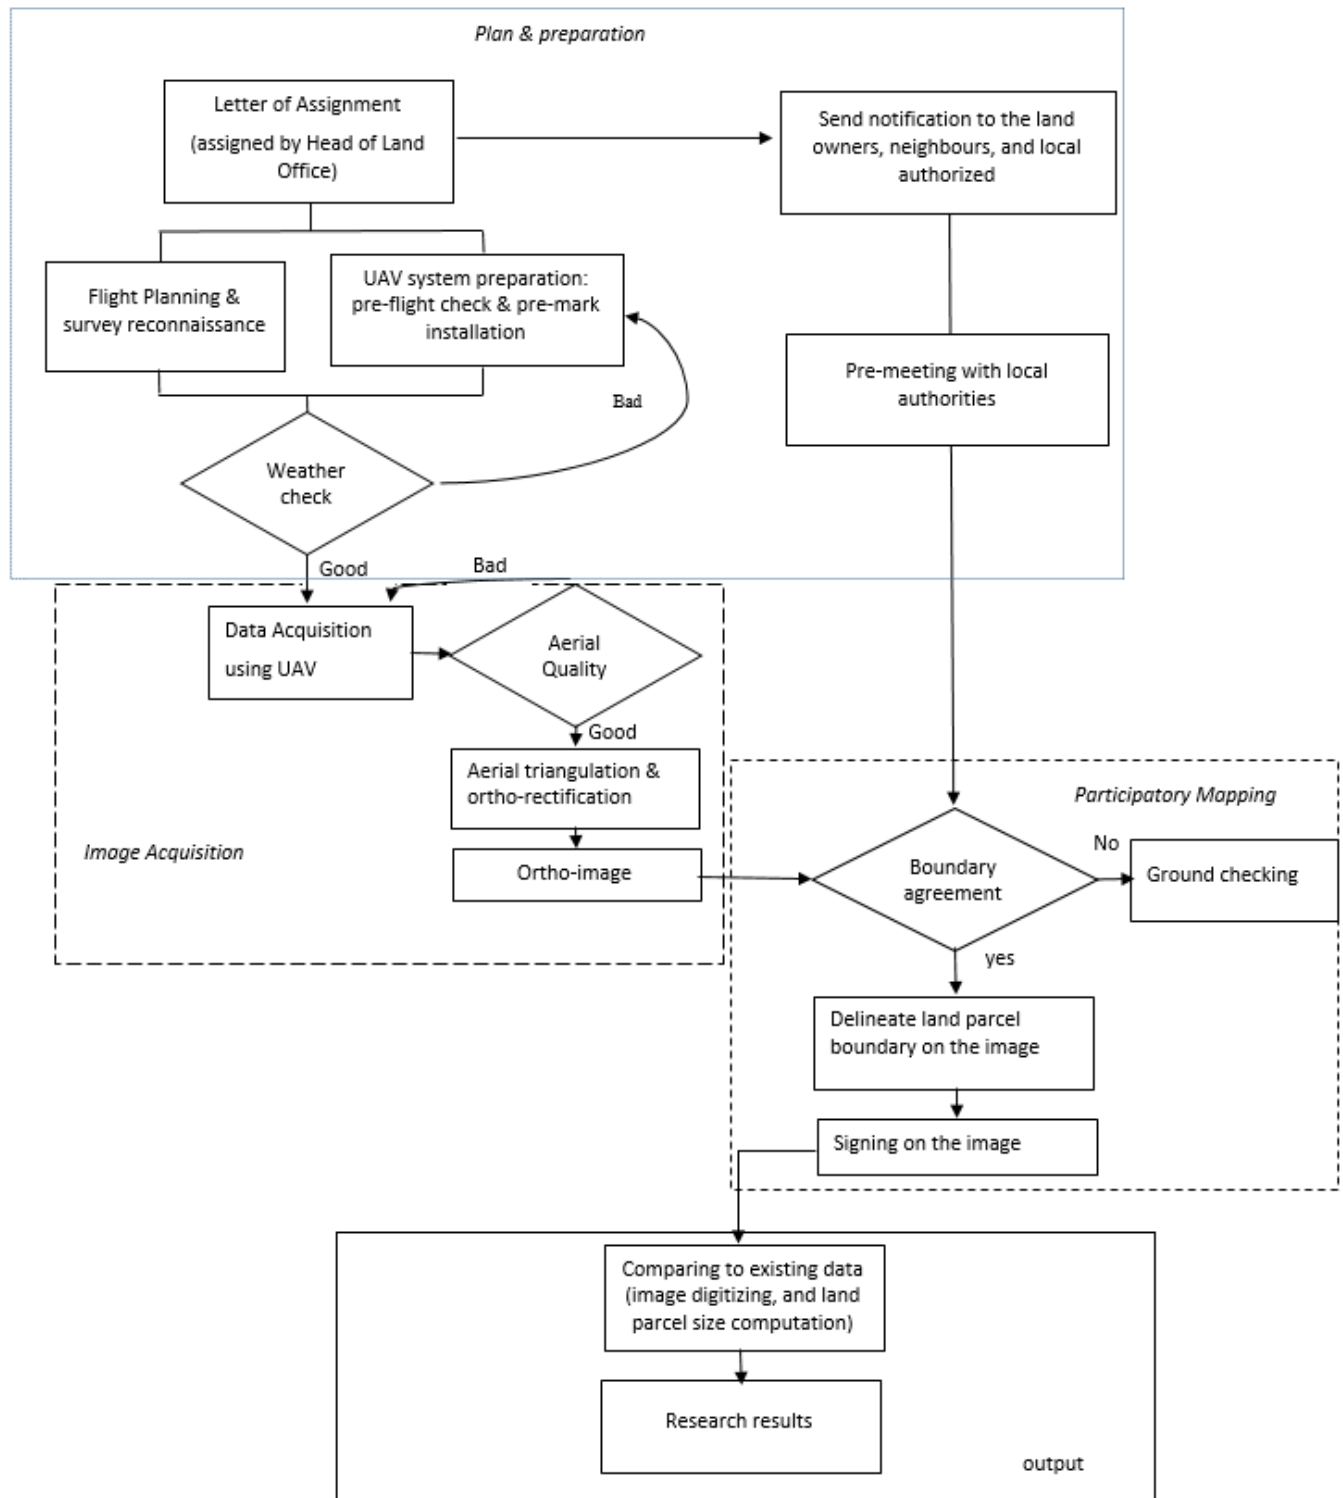 Plan & preparation
Letter of Assignment
(assigned by Head of Land
Office)
Send notification to the land
owners, neighbours, and local
authorized
Flight Planning &
survey reconnaissance
UAV system preparation:
pre-flight check & pre-mark
installation
Pre-meeting with local
authorities
Bad
Weather
check
Good
Bad
Data Acquisition
using UAV
Aerial
Quality
Good
Aerial triangulation &
ortho-rectification
Image Acquisition
Ortho-image
Participatory Mapping
Boundary
agreement
No
Ground checking
yes
Delineate land parcel
boundary on the image
Signing on the image
Comparing to existing data
(image digitizing, and land
parcel size computation)
Research results
output